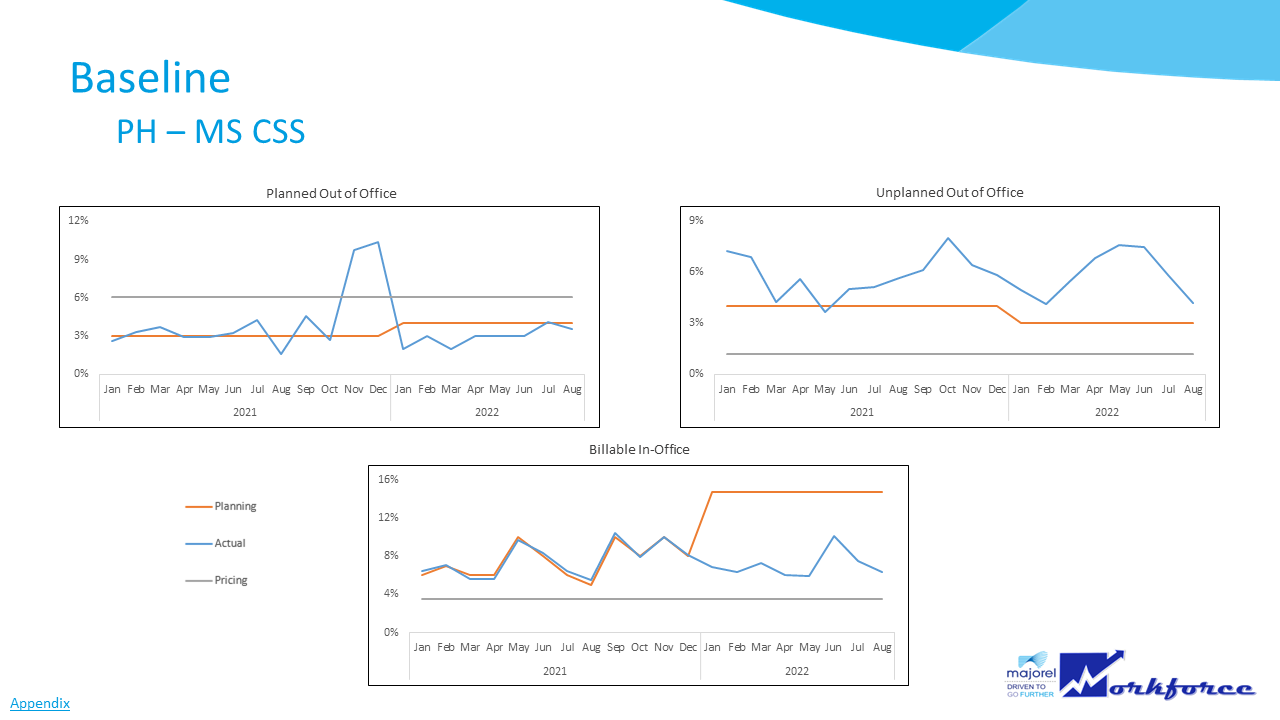 Baseline
PH – MS CSS
Planned Out of Office
12%
9%
6%
3%
0%
Jan Feb Mar Apr May Jun Jul Aug Sep Oct Nov Dec Jan Feb Mar Apr May Jun Jul Aug
2021 2022
Unplanned Out of Office
9%
6%
3%
0%
Jan Feb Mar Apr May Jun Jul Aug Sep Oct Nov Dec Jan Feb Mar Apr May Jun Jul Aug
2021 2022
Billable In-Office
16%
12%
8%
4%
0%
Jan Feb Mar Apr May Jun Jul Aug Sep Oct Nov Dec Jan Feb Mar Apr May Jun Jul Aug
2021 2022
Planning
Actual
Pricing
majorel
DRIVEN TO
GO FURTHER
Workforce
Appendix